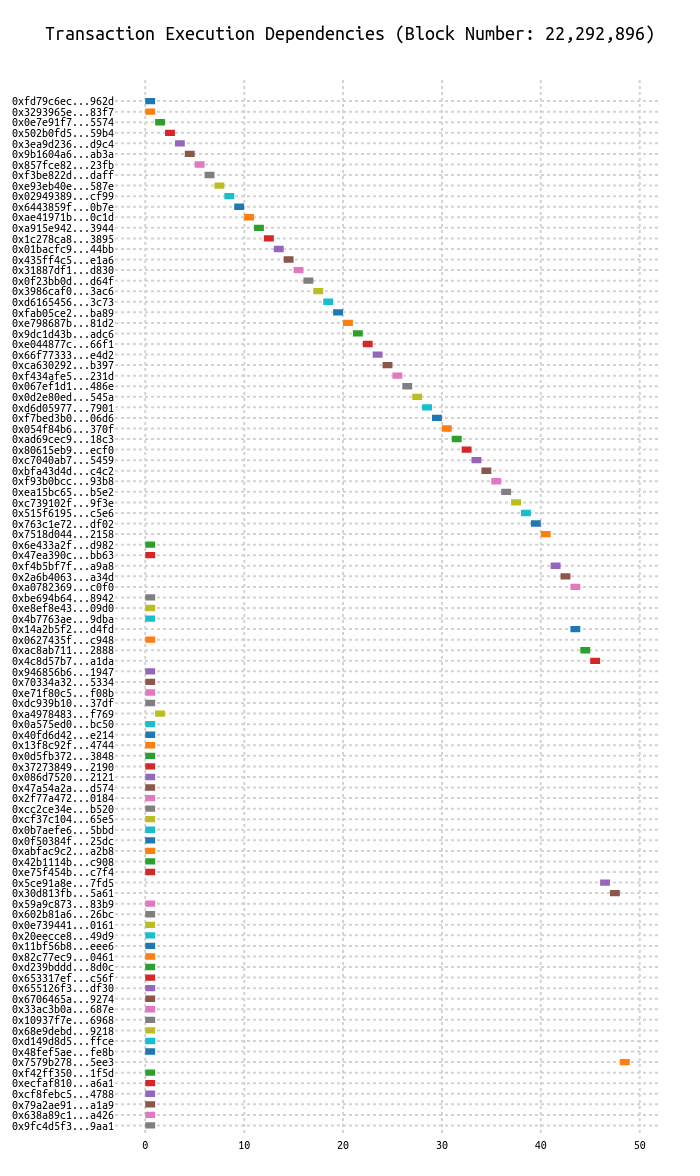 Transaction Execution Dependencies (Block Number: 22,292,896)
0xfd79c6ec...962d
0x3293965e...83f7
0x0e7e91f7...5574
0x502b0fd5...59b4
0x3ea9d236...d9c4
0x9b1604a6...ab3a
0x857fce82...23fb
0xf3be822d...daff
0xe93eb40e...587e
0x02949389...cf99
0x6443859f...0b7e
0xae41971b...0c1d
0xa915e942...3944
0x1c278ca8...3895
0x01bacfc9...44bb
0x435ff4c5...e1a6
0x31887df1...d830
0x0f23bb0d...d64f
0x3986caf0...3ac6
0xd6165456...3c73
0xfab05ce2...ba89
0xe798687b...81d2
0x9dc1d43b...adc6
0xe044877c...66f1
0x66f77333...e4d2
0xca630292...b397
0xf434afe5...231d
0x067ef1d1...486e
0x0d2e80ed...545a
0xd6d05977...7901
0xf7bed3b0...06d6
0x054f84b6...370f
0xad69cec9...18c3
0x80615eb9...ecf0
0xc7040ab7...5459
0xbfa43d4d...c4c2
0xf93b0bcc...93b8
0xea15bc65...b5e2
0xc739102f...9f3e
0x515f6195...c5e6
0x763c1e72...df02
0x7518d044...2158
0x6e433a2f...d982
0x47ea390c...bb63
0xf4b5bf7f...a9a8
0x2a6b4063...a34d
0xa0782369...c0f0
0xbe694b64...8942
0xe8ef8e43...09d0
0x4b7763ae...9dba
0x14a2b5f2...d4fd
0x0627435f...c948
0xac8ab711...2888
0x4c8d57b7...a1da
0x946856b6...1947
0x70334a32...5334
0xe71f80c5...f08b
0xdc939b10...37df
0xa4978483...f769
0x0a575ed0...bc50
0x40fd6d42...e214
0x13f8c92f...4744
0x0d5fb372...3848
0x37273849...2190
0x086d7520...2121
0x47a54a2a...d574
0x2f77a472...0184
0xcc2ce34e...b520
0xcf37c104...65e5
0x0b7aefe6...5bbd
0x0f50384f...25dc
0xabfac9c2...a2b8
0x42b1114b...c908
0xe75f454b...c7f4
0x5ce91a8e...7fd5
0x30d813fb...5a61
0x59a9c873...83b9
0x602b81a6...26bc
0x0e739441...0161
0x20eecce8...49d9
0x11bf56b8...eee6
0x82c77ec9...0461
0xd239bddd...8d0c
0x653317ef...c56f
0x655126f3...df30
0x6706465a...9274
0x33ac3b0a...687e
0x10937f7e...6968
0x68e9debd...9218
0xd149d8d5...ffce
0x48fef5ae...fe8b
0x7579b278...5ee3
0xf42ff350...1f5d
0xecfaf810...a6a1
0xcf8febc5...4788
0x79a2ae91...a1a9
0x638a89c1...a426
0x9fc4d5f3...9aa1
0 10 20 30 40 50